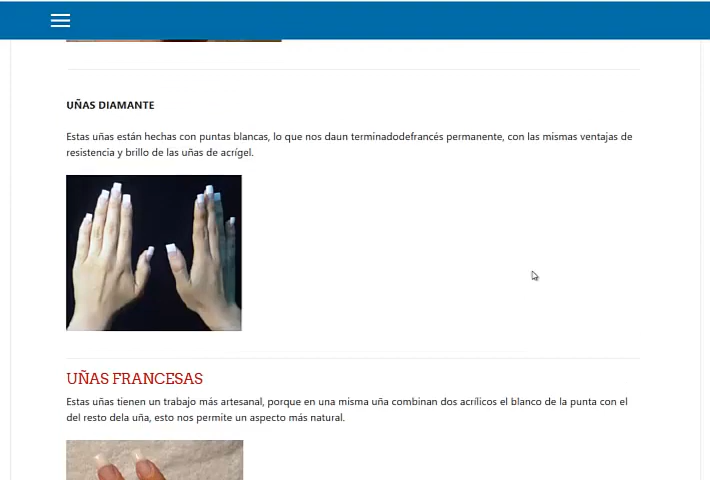 UÑAS DIAMANTE
Estas uñas están hechas con puntas blancas, lo que nos daun terminadodefrancés permanente, con las mismas ventajas de
resistencia y brillo de las uñas de acrígel.
UÑAS FRANCESAS
Estas uñas tienen un trabajo más artesanal, porque en una misma uña combinan dos acrílicos el blanco de la punta con el
del resto dela uña, esto nos permite un aspecto más natural.